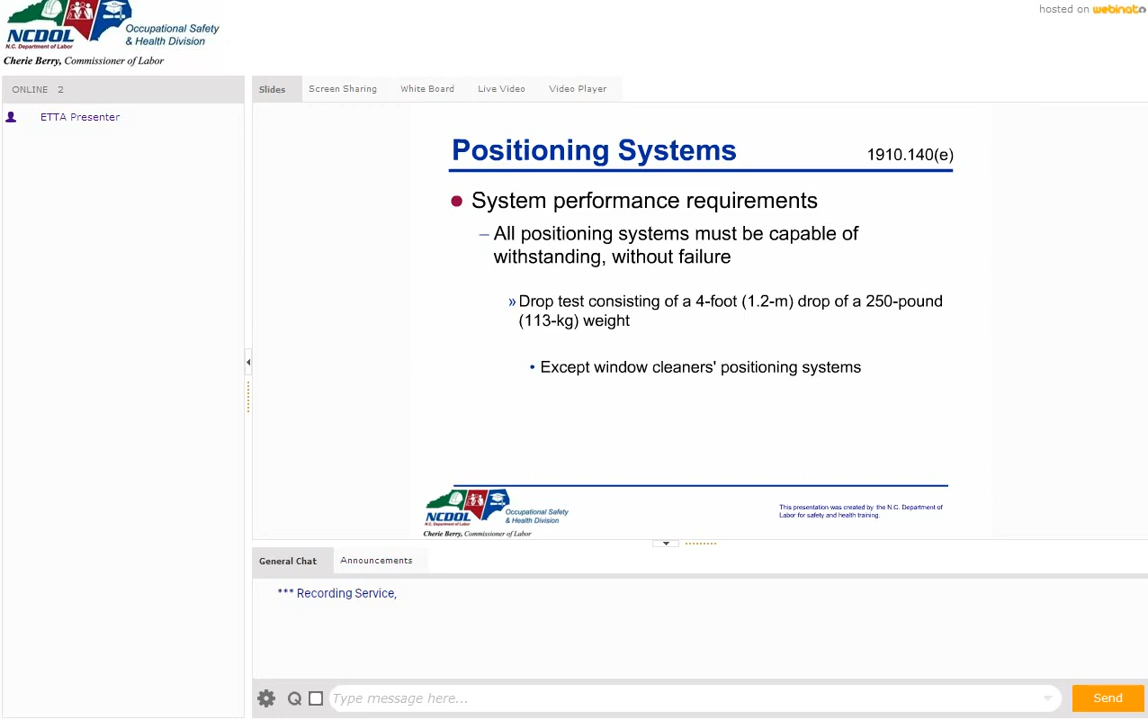 hosted on webinato
NCDOL
N.C. Department of Labor
Occupational Safety
& Health Division
Cherie Berry, Commissioner of Labor
ONLINE 2
ETTA Presenter
Slides
Screen Sharing
White Board
Live Video
Video Player
Positioning Systems
1910.140(e)
● System performance requirements
– All positioning systems must be capable of
withstanding, without failure
» Drop test consisting of a 4-foot (1.2-m) drop of a 250-pound
(113-kg) weight
• Except window cleaners' positioning systems
NCDOL
N.C. Department of Labor
Occupational Safety
& Health Division
Cherie Berry, Commissioner of Labor
This presentation was created by the N.C. Department of
Labor for safety and health training.
General Chat
Announcements
*** Recording Service,
Q
Type message here...
Send